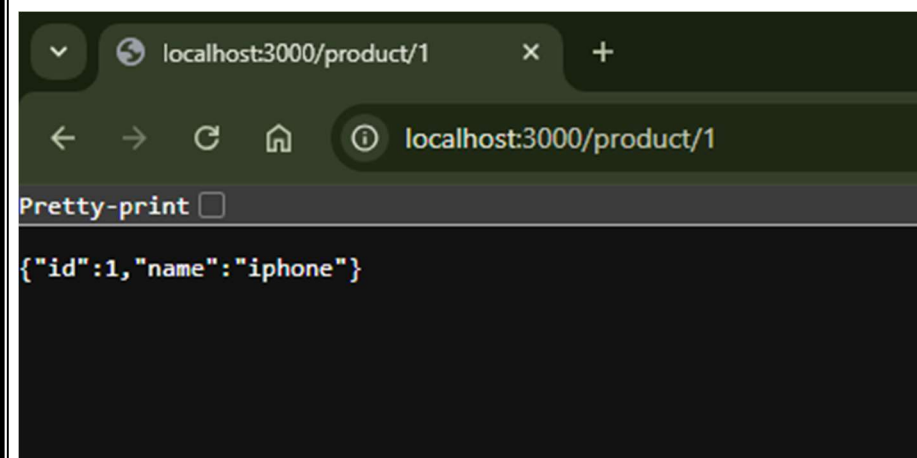 localhost:3000/product/1
localhost:3000/product/1
Pretty-print
{"id":1,"name":"iphone"}